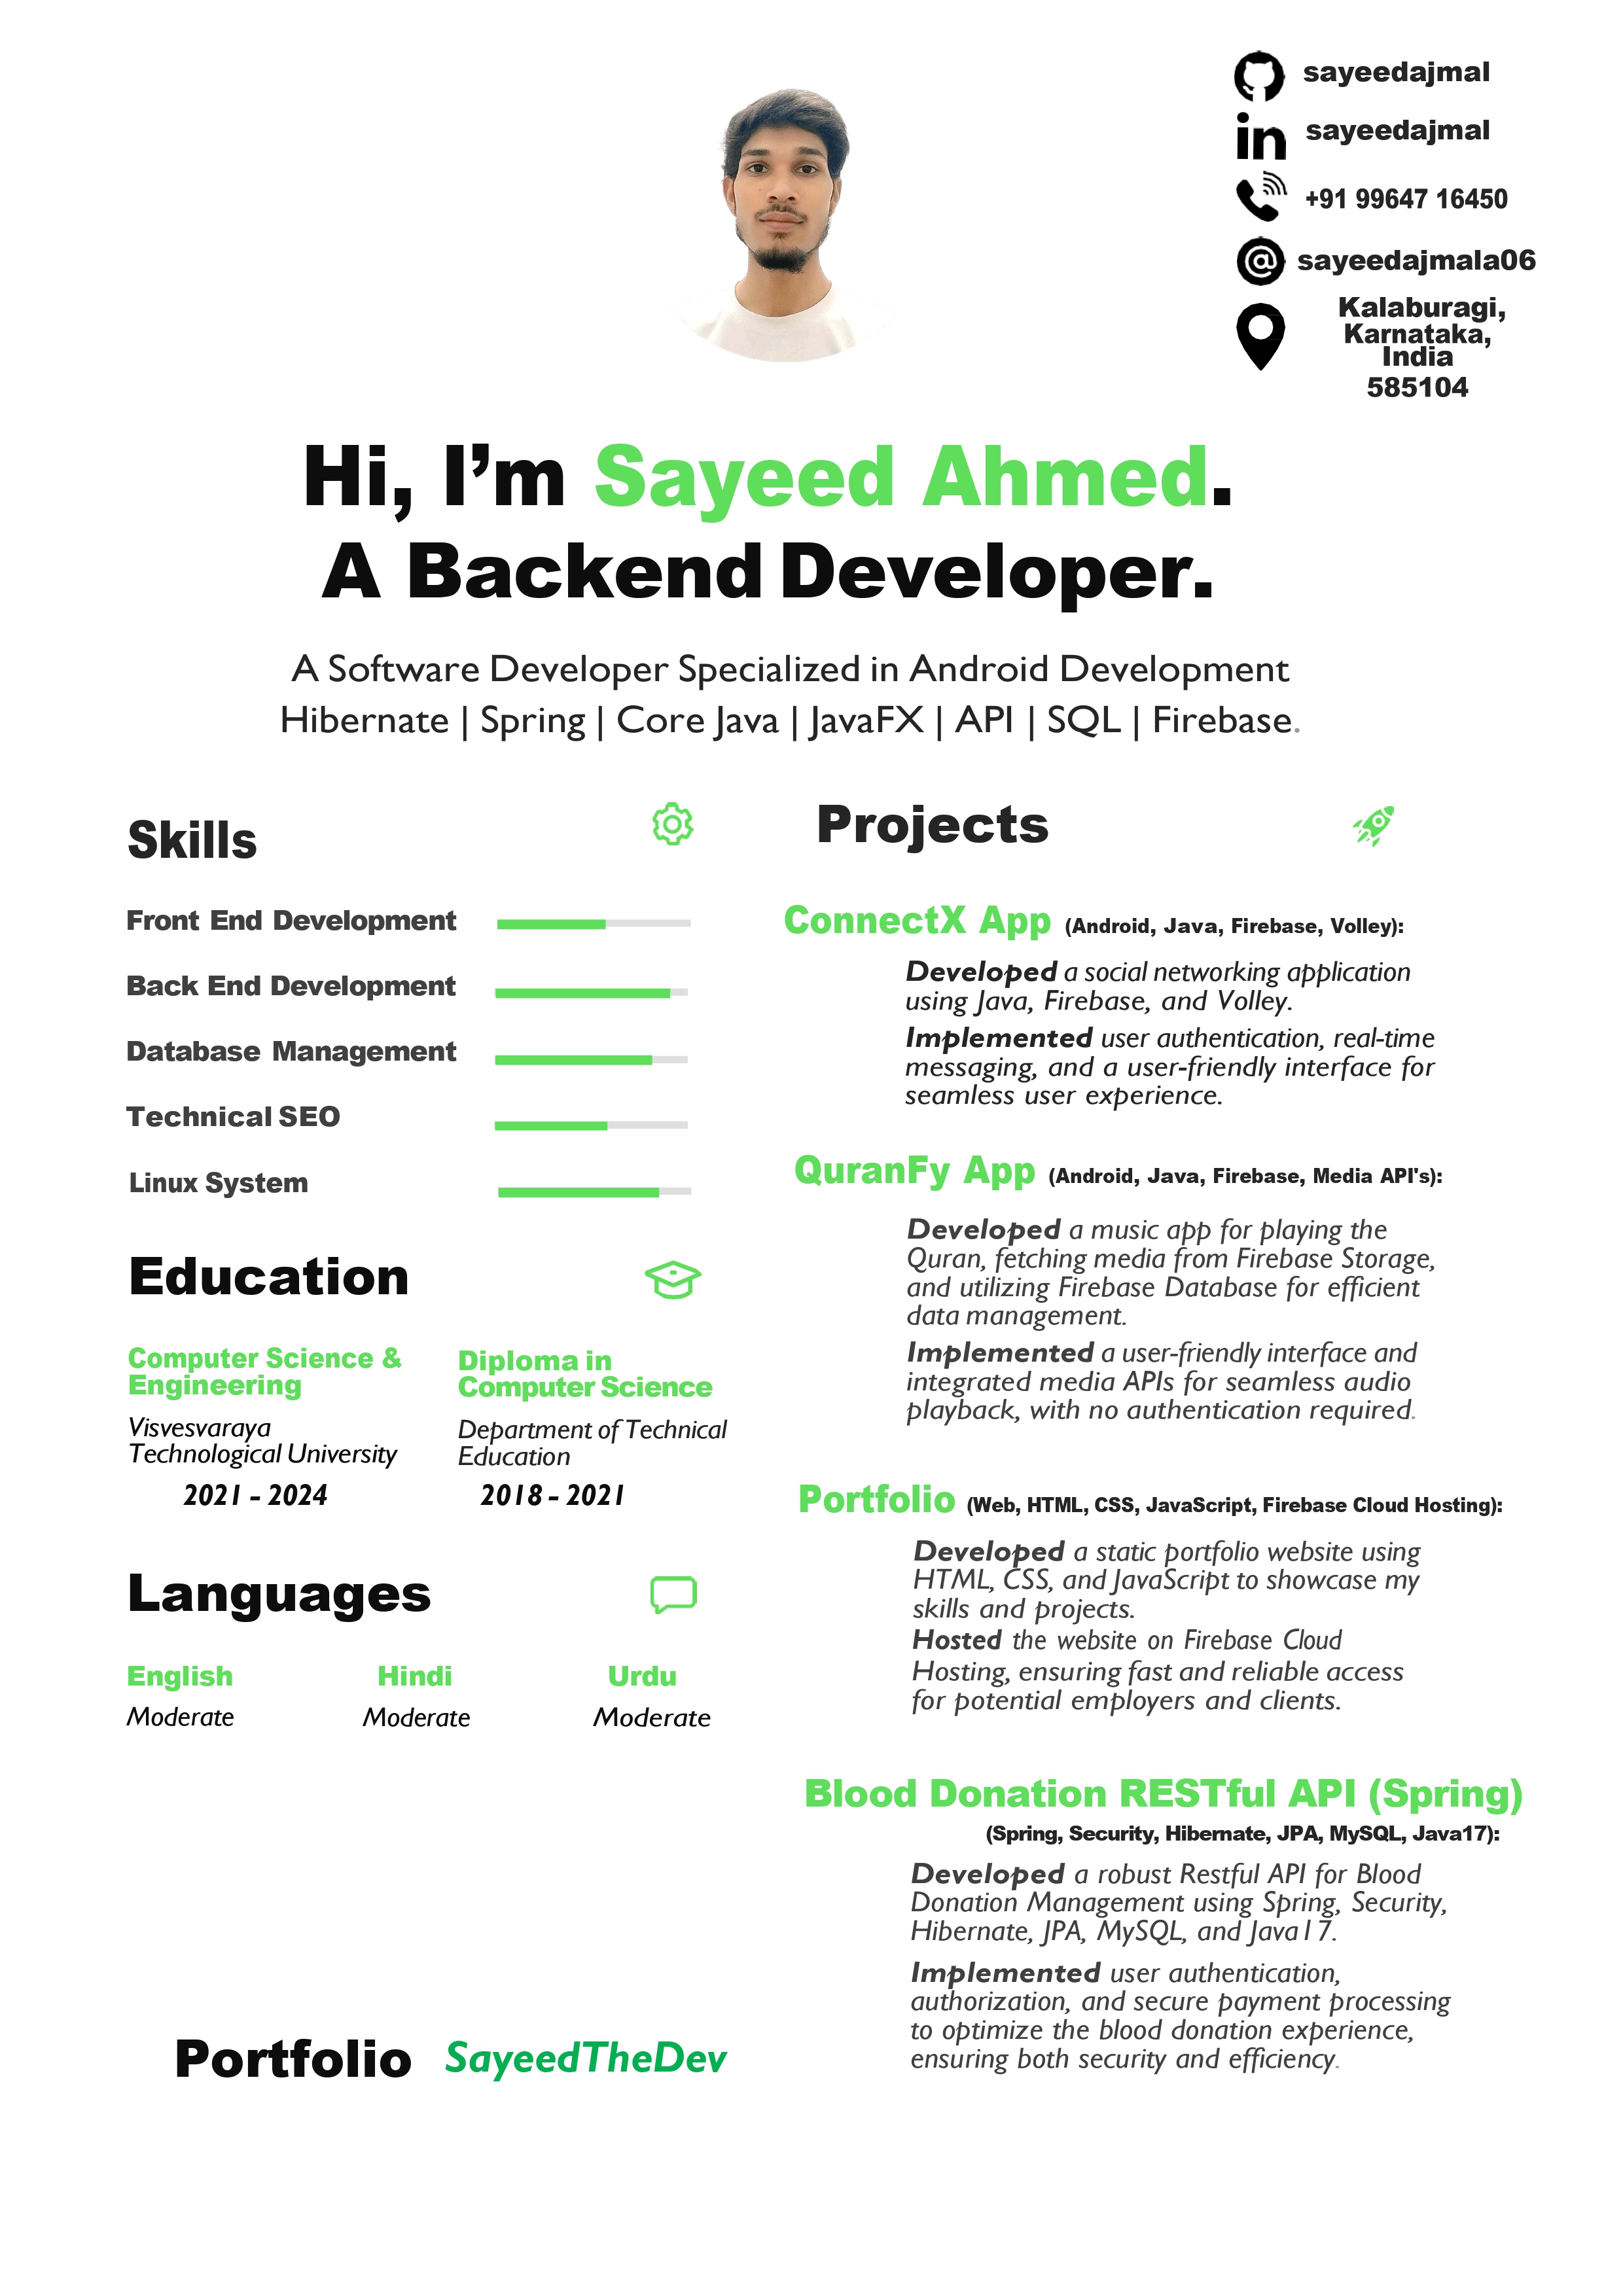 sayeedajmal
in sayeedajmal
+91 99647 16450
@ sayeedajmala06
Kalaburagi,
Karnataka,
India
585104
Hi, I’m Sayeed Ahmed.
A Backend Developer.
A Software Developer Specialized in Android Development
Hibernate | Spring | Core Java | JavaFX | API | SQL | Firebase.
Skills
Front End Development
Back End Development
Database Management
Technical SEO
Linux System
Education
Computer Science &
Engineering
Visvesvaraya
Technological University
2021 - 2024
Diploma in
Computer Science
Department of Technical
Education
2018 - 2021
Languages
English
Moderate
Hindi
Moderate
Urdu
Moderate
Portfolio SayeedTheDev
Projects
ConnectX App (Android, Java, Firebase, Volley):
Developed a social networking application
using Java, Firebase, and Volley.
Implemented user authentication, real-time
messaging, and a user-friendly interface for
seamless user experience.
QuranFy App (Android, Java, Firebase, Media API's):
Developed a music app for playing the
Quran, fetching media from Firebase Storage,
and utilizing Firebase Database for efficient
data management.
Implemented a user-friendly interface and
integrated media APIs for seamless audio
playback, with no authentication required.
Portfolio (Web, HTML, CSS, JavaScript, Firebase Cloud Hosting):
Developed a static portfolio website using
HTML, CSS, and JavaScript to showcase my
skills and projects.
Hosted the website on Firebase Cloud
Hosting, ensuring fast and reliable access
for potential employers and clients.
Blood Donation RESTful API (Spring)
(Spring, Security, Hibernate, JPA, MySQL, Java17):
Developed a robust Restful API for Blood
Donation Management using Spring, Security,
Hibernate, JPA, MySQL, and Java17.
Implemented user authentication,
authorization, and secure payment processing
to optimize the blood donation experience,
ensuring both security and efficiency.